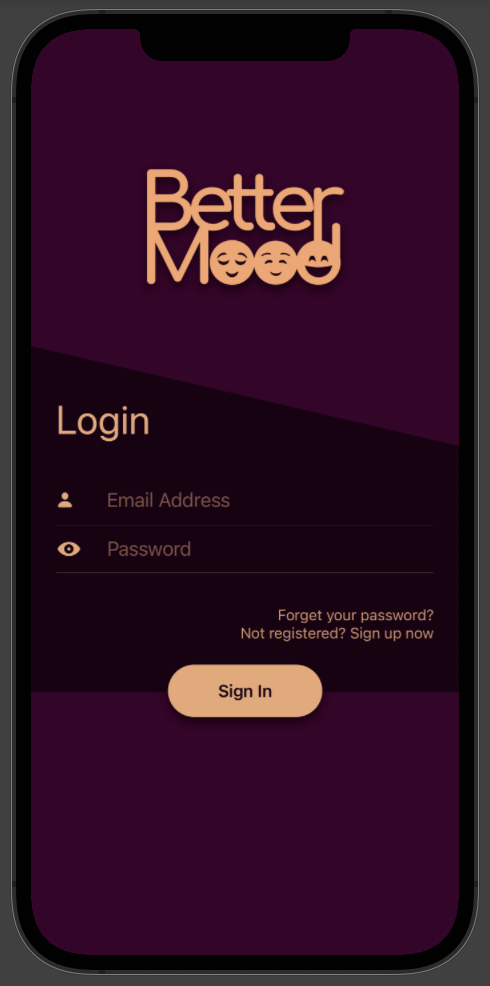 Better
Mood
Login
Email Address
Password
Forget your password?
Not registered? Sign up now
Sign In